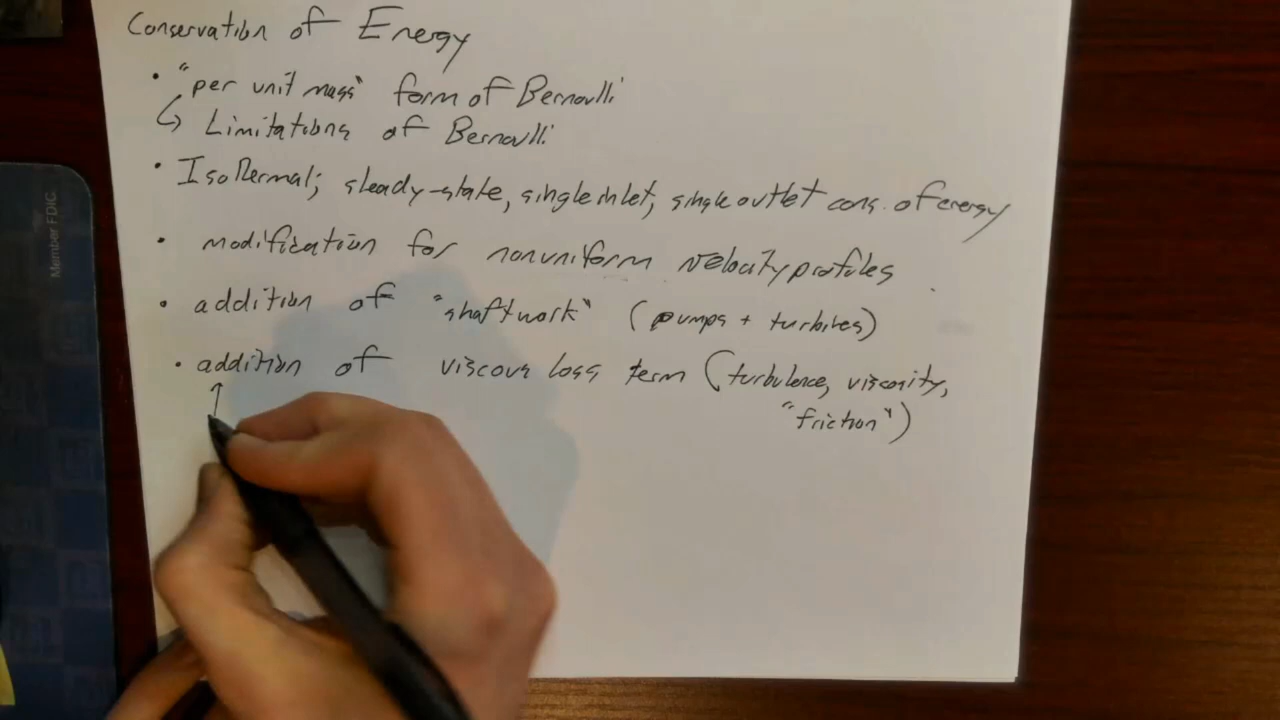 Conservation of Energy
• "per unit mass" form of Bernoulli
↳ Limitations of Bernoulli
• Isothermal, steady-state, single inlet, single outlet cons. of energy
• modification for nonuniform velocity profiles
• addition of "shaft work" (pumps + turbines)
• addition of viscous loss term (turbulence, viscosity,
"friction")
Member FDIC